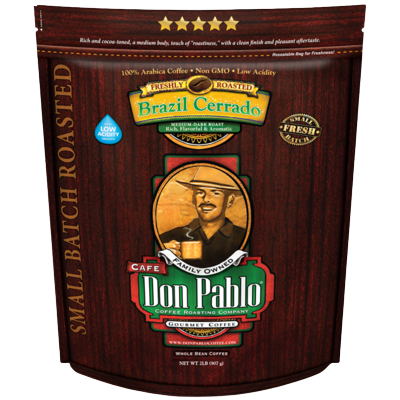 ★★★★★
Rich and cocoa-toned, a medium body, touch of "roastiness," with a clean finish and pleasant aftertaste.
Resealable Bag for Freshness!
100% Arabica Coffee • Non GMO • Low Acidity
FRESHLY ROASTED
Brazil Cerrado
MEDIUM-DARK ROAST
Rich, Flavorful & Aromatic
LOW ACIDITY
SMALL
FRESH
BATCH
SMALL BATCH ROASTED
FAMILY OWNED
CAFE
Don Pablo®
COFFEE ROASTING COMPANY
GOURMET COFFEE
WWW.DONPABLOCOFFEE.COM
WHOLE BEAN COFFEE
NET WT 2LB (907g)